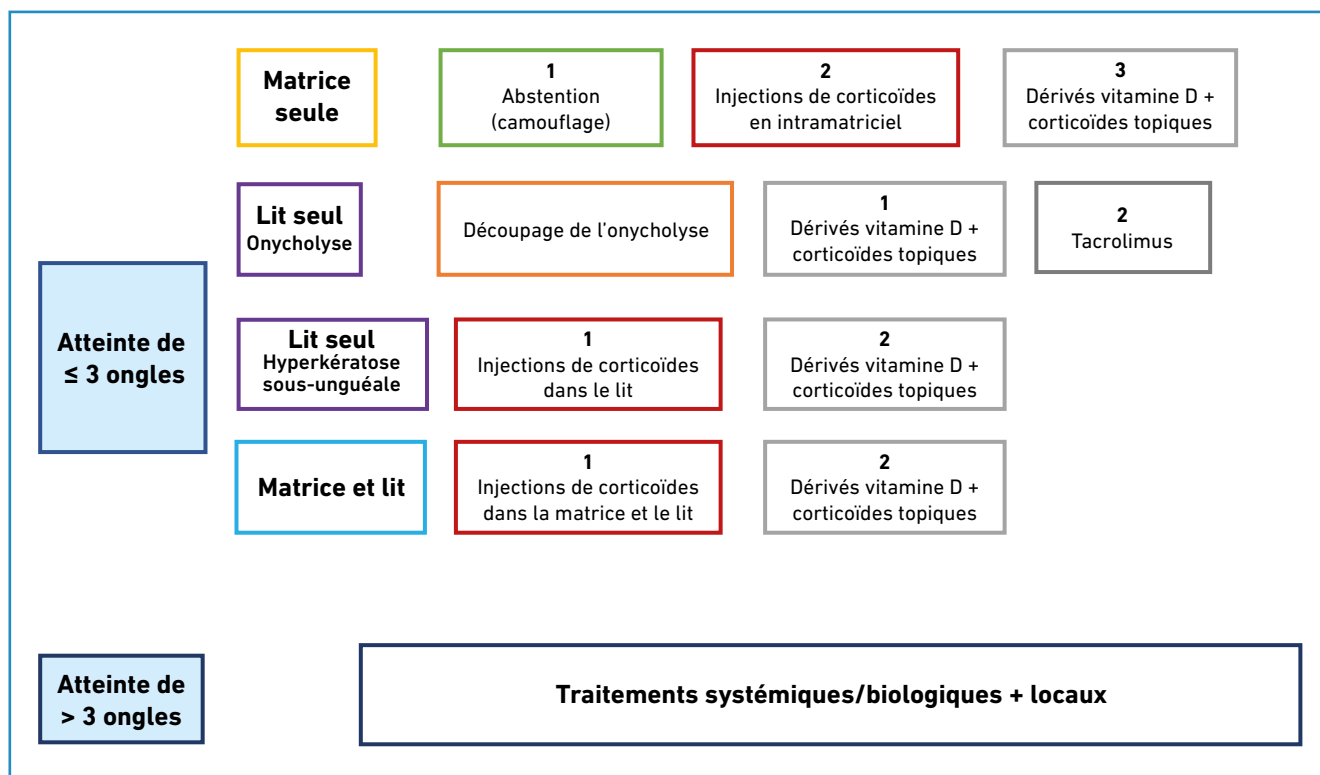 Matrice
seule
1
Abstention
(camouflage)
2
Injections de corticoïdes
en intramatriciel
3
Dérivés vitamine D +
corticoïdes topiques
Atteinte de
≤ 3 ongles
Lit seul
Onycholyse
Découpage de l'onycholyse
1
Dérivés vitamine D +
corticoïdes topiques
2
Tacrolimus
Lit seul
Hyperkératose
sous-unguéale
1
Injections de corticoïdes
dans le lit
2
Dérivés vitamine D +
corticoïdes topiques
Matrice et lit
1
Injections de corticoïdes
dans la matrice et le lit
2
Dérivés vitamine D +
corticoïdes topiques
Atteinte de
> 3 ongles
Traitements systémiques/biologiques + locaux